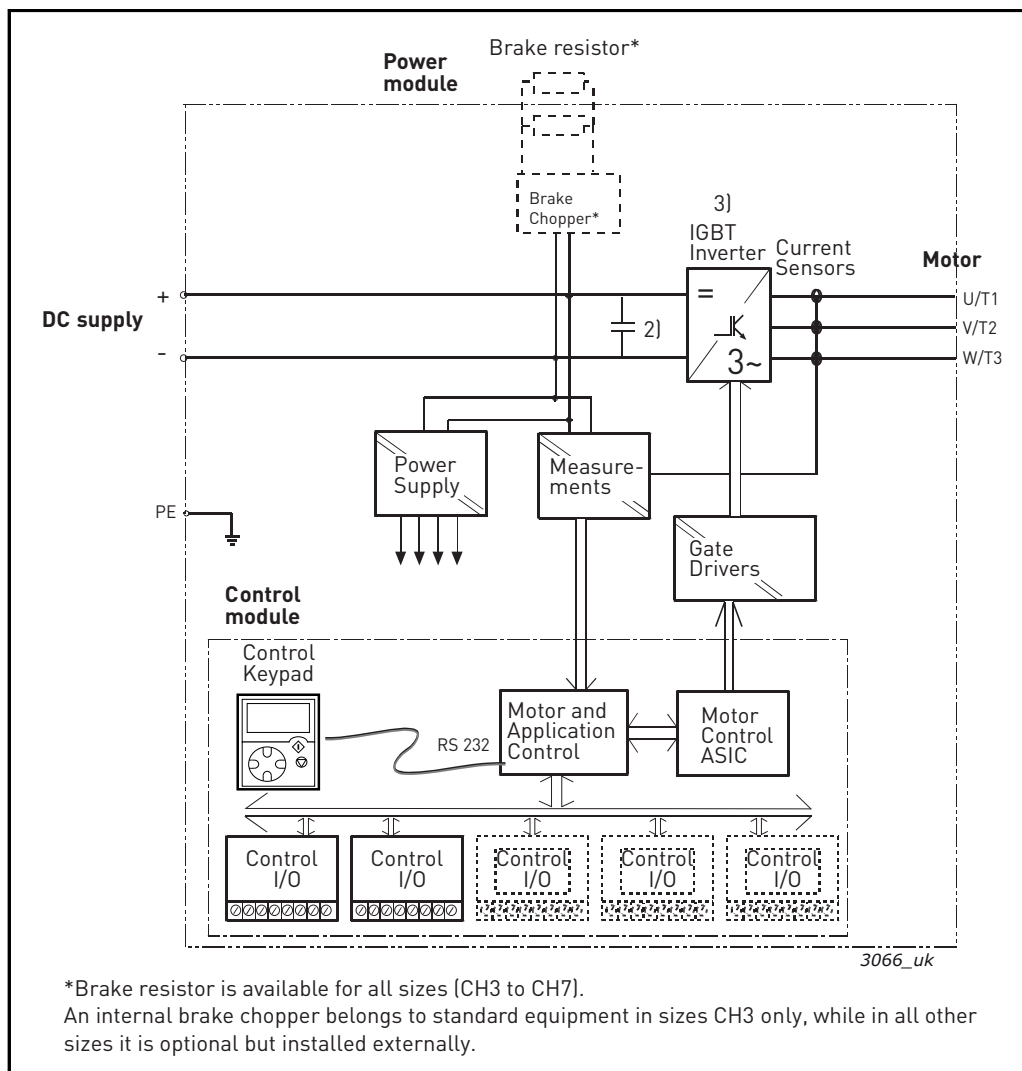 Brake resistor*
Power
module
Brake
Chopper*
3)
IGBT
Inverter
Current
Sensors
Motor
+
=
U/T1
DC supply
2)
V/T2
-
3~
W/T3
Power
Supply
Measure-
ments
PE
Gate
Drivers
Control
module
Control
Keypad
RS 232
Motor and
Application
Control
Motor
Control
ASIC
Control
I/O
Control
I/O
Control
I/O
Control
I/O
Control
I/O
3066_uk
*Brake resistor is available for all sizes (CH3 to CH7).
An internal brake chopper belongs to standard equipment in sizes CH3 only, while in all other
sizes it is optional but installed externally.